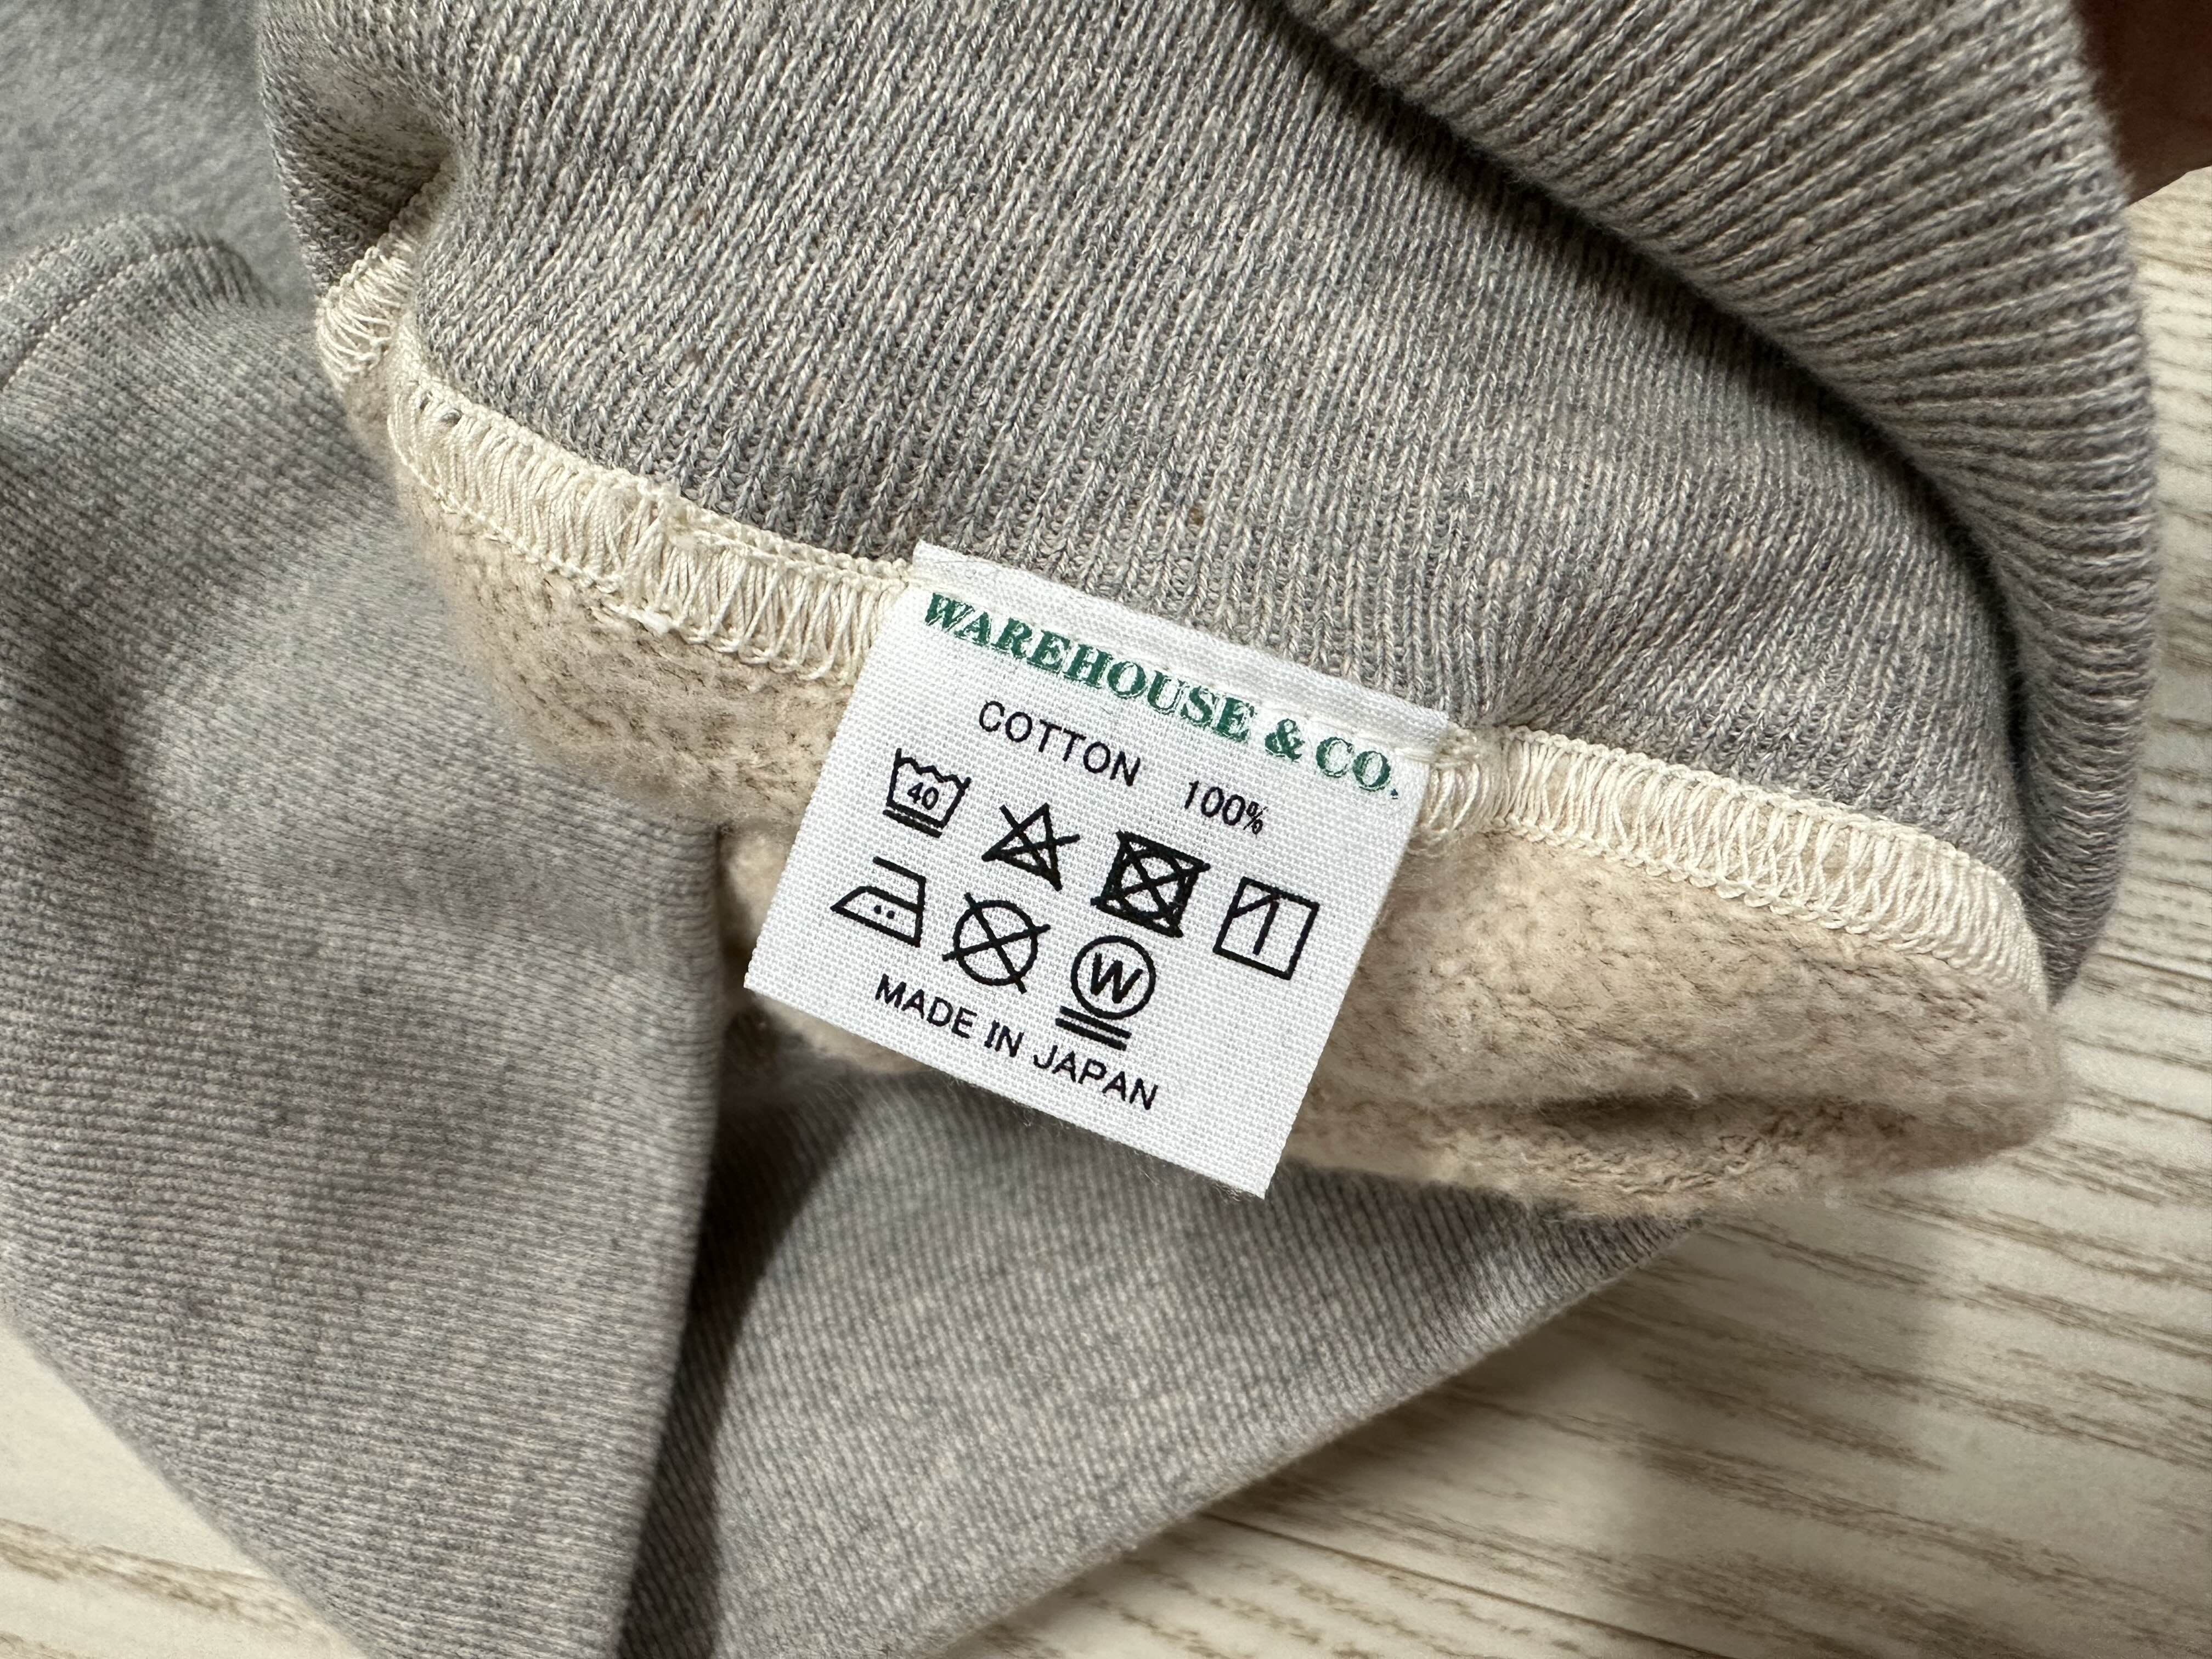 WAREHOUSE & CO.
COTTON 100%
40
W
MADE IN JAPAN